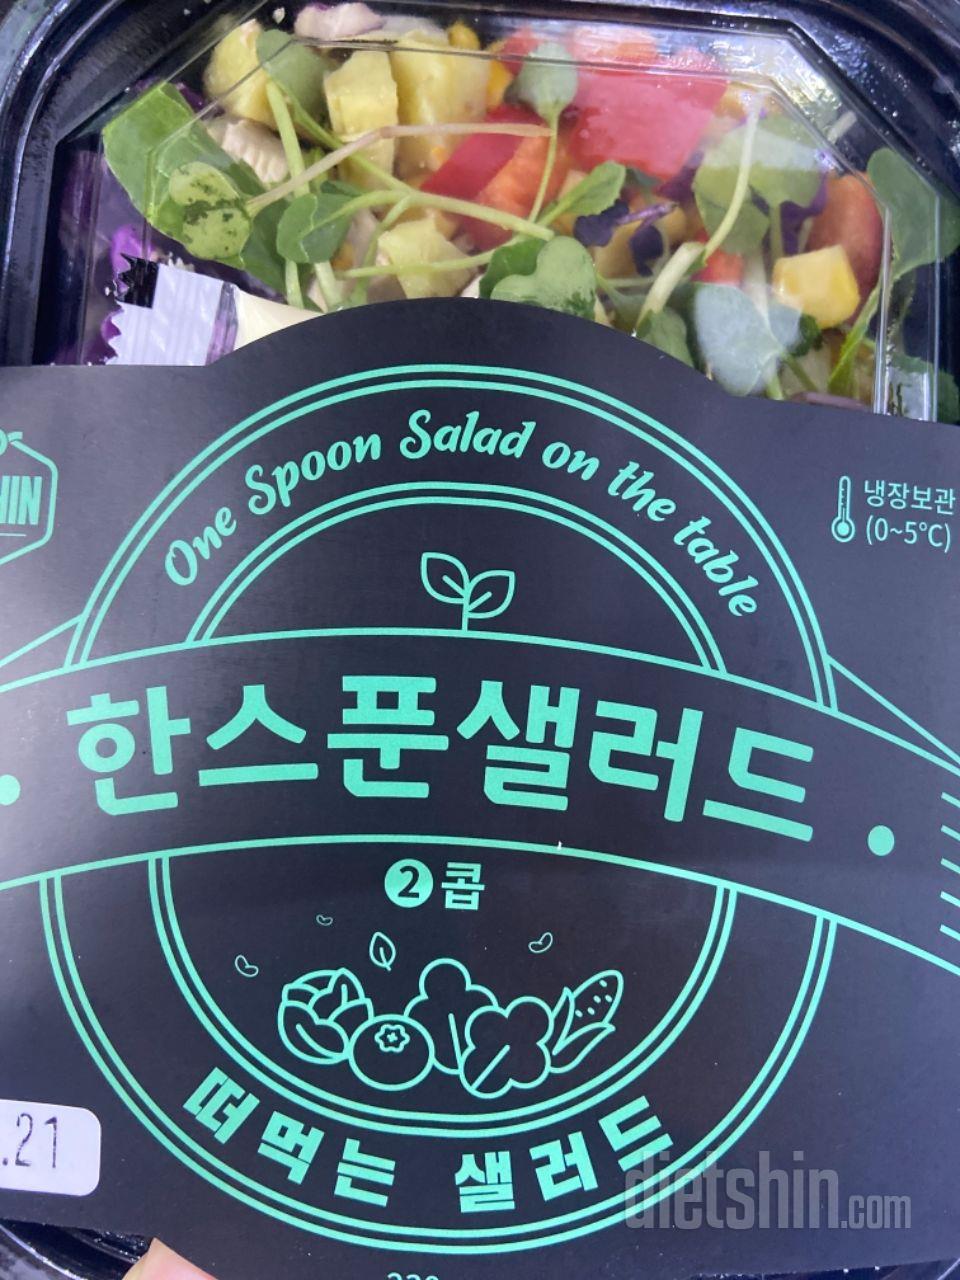 One Spoon Salad on the table
냉장보관
(0~5℃)
한스푼샐러드
2콥
떠먹는 샐러드
.21
dietshin.com